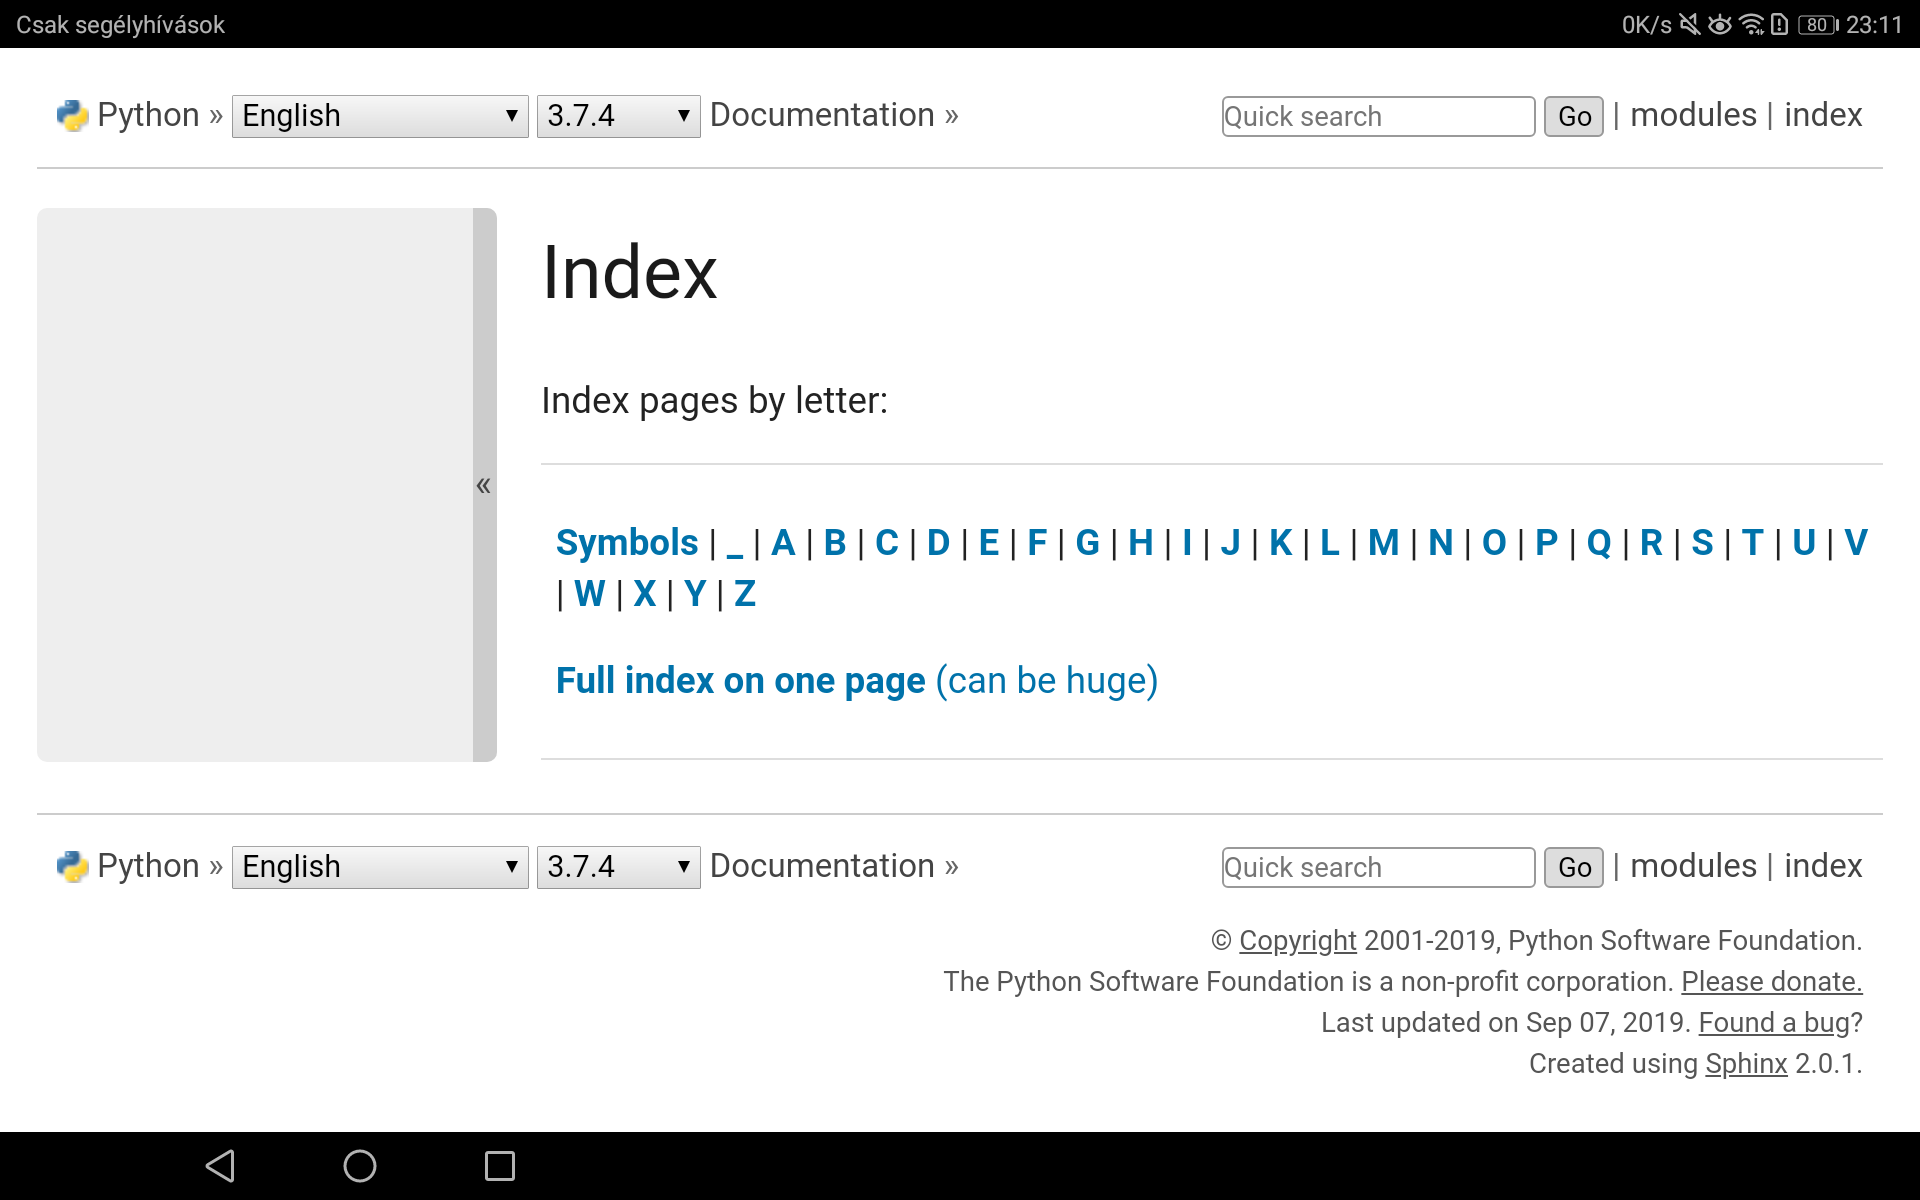 Csak segélyhívások 0K/s 80 23:11
Python » English 3.7.4 Documentation » Quick search Go | modules | index
«
Index
Index pages by letter:
Symbols | _ | A | B | C | D | E | F | G | H | I | J | K | L | M | N | O | P | Q | R | S | T | U | V
| W | X | Y | Z
Full index on one page (can be huge)
Python » English 3.7.4 Documentation » Quick search Go | modules | index
© Copyright 2001-2019, Python Software Foundation.
The Python Software Foundation is a non-profit corporation. Please donate.
Last updated on Sep 07, 2019. Found a bug?
Created using Sphinx 2.0.1.